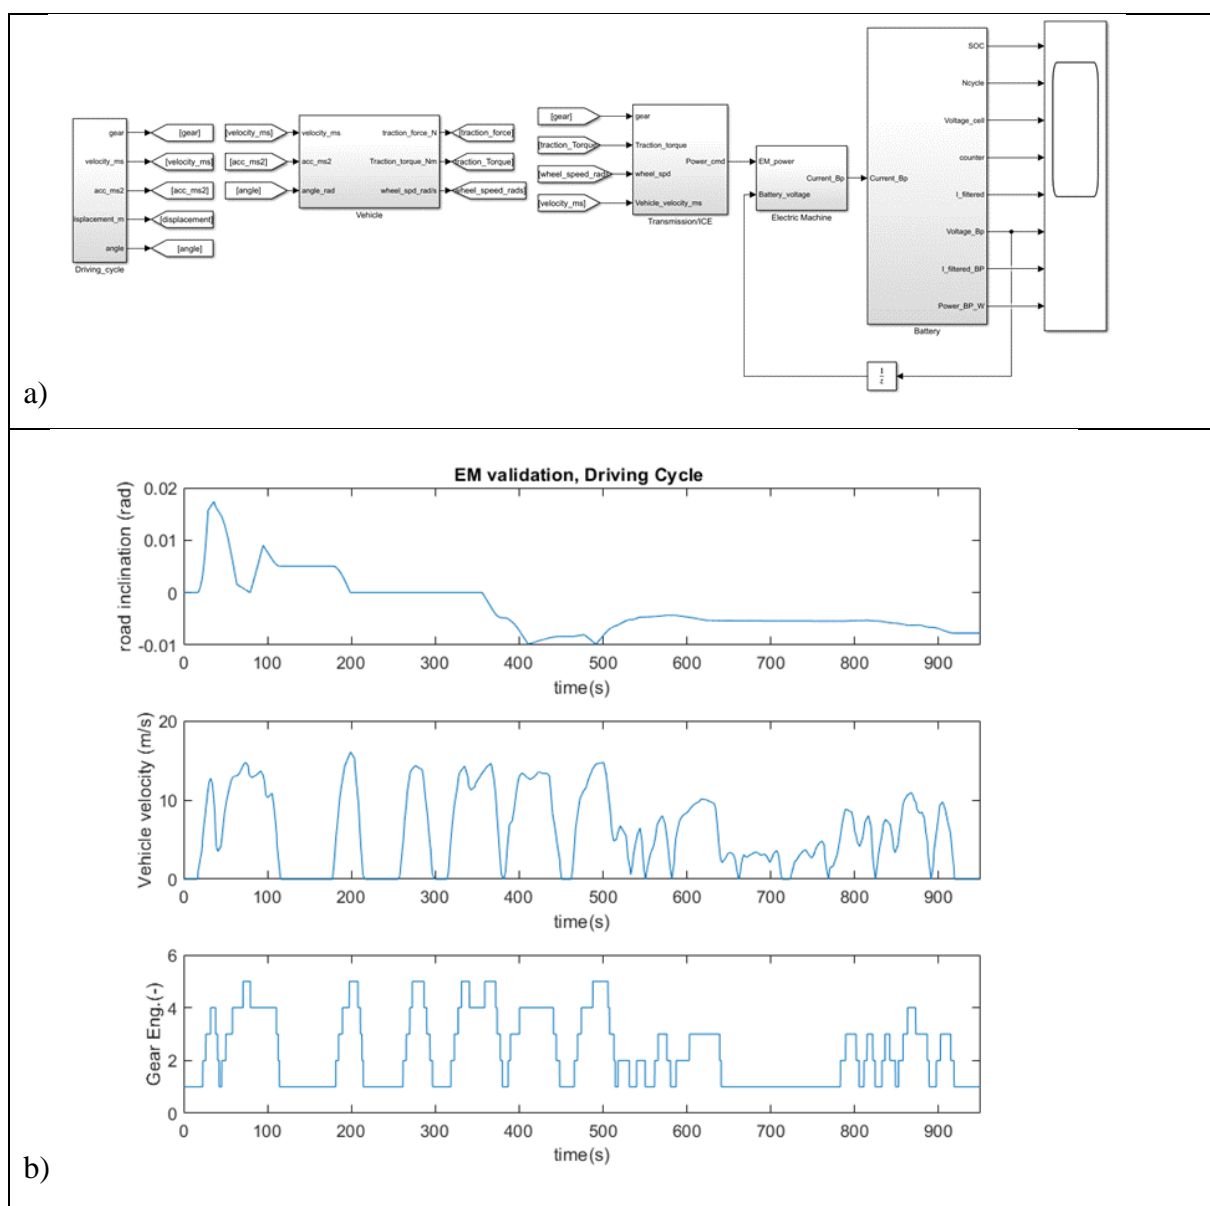 gear
velocity_ms
acc_ms2
isplacement_m
angle
Driving_cycle
[gear]
[velocity_ms]
[acc_ms2]
[displacement]
[angle]
[velocity_ms]
[acc_ms2]
[angle]
velocity_ms
acc_ms2
angle_rad
traction_force_N
Traction_torque_Nm
wheel_spd_rad/s
Vehicle
[traction_force]
traction_Torque]
wheel_speed_rads]
[gear]
[traction_Torque]
[wheel_speed_rads
[velocity_ms]
gear
Traction_torque
wheel_spd
Vehicle_velocity_ms
Power_cmd
Transmission/ICE
EM_power
Battery_voltage
Current_Bp
Electric Machine
Current_Bp
SOC
Ncycle
Voltage_cell
counter
I_filtered
Voltage_Bp
I_filtered_BP
Power_BP_W
Battery
1
z
a)
EM validation, Driving Cycle
road inclination (rad)
0.02
0.01
0
-0.01
0 100 200 300 400 500 600 700 800 900
time(s)
Vehicle velocity (m/s)
20
10
0
0 100 200 300 400 500 600 700 800 900
time(s)
Gear Eng.(-)
6
4
2
0
0 100 200 300 400 500 600 700 800 900
time(s)
b)